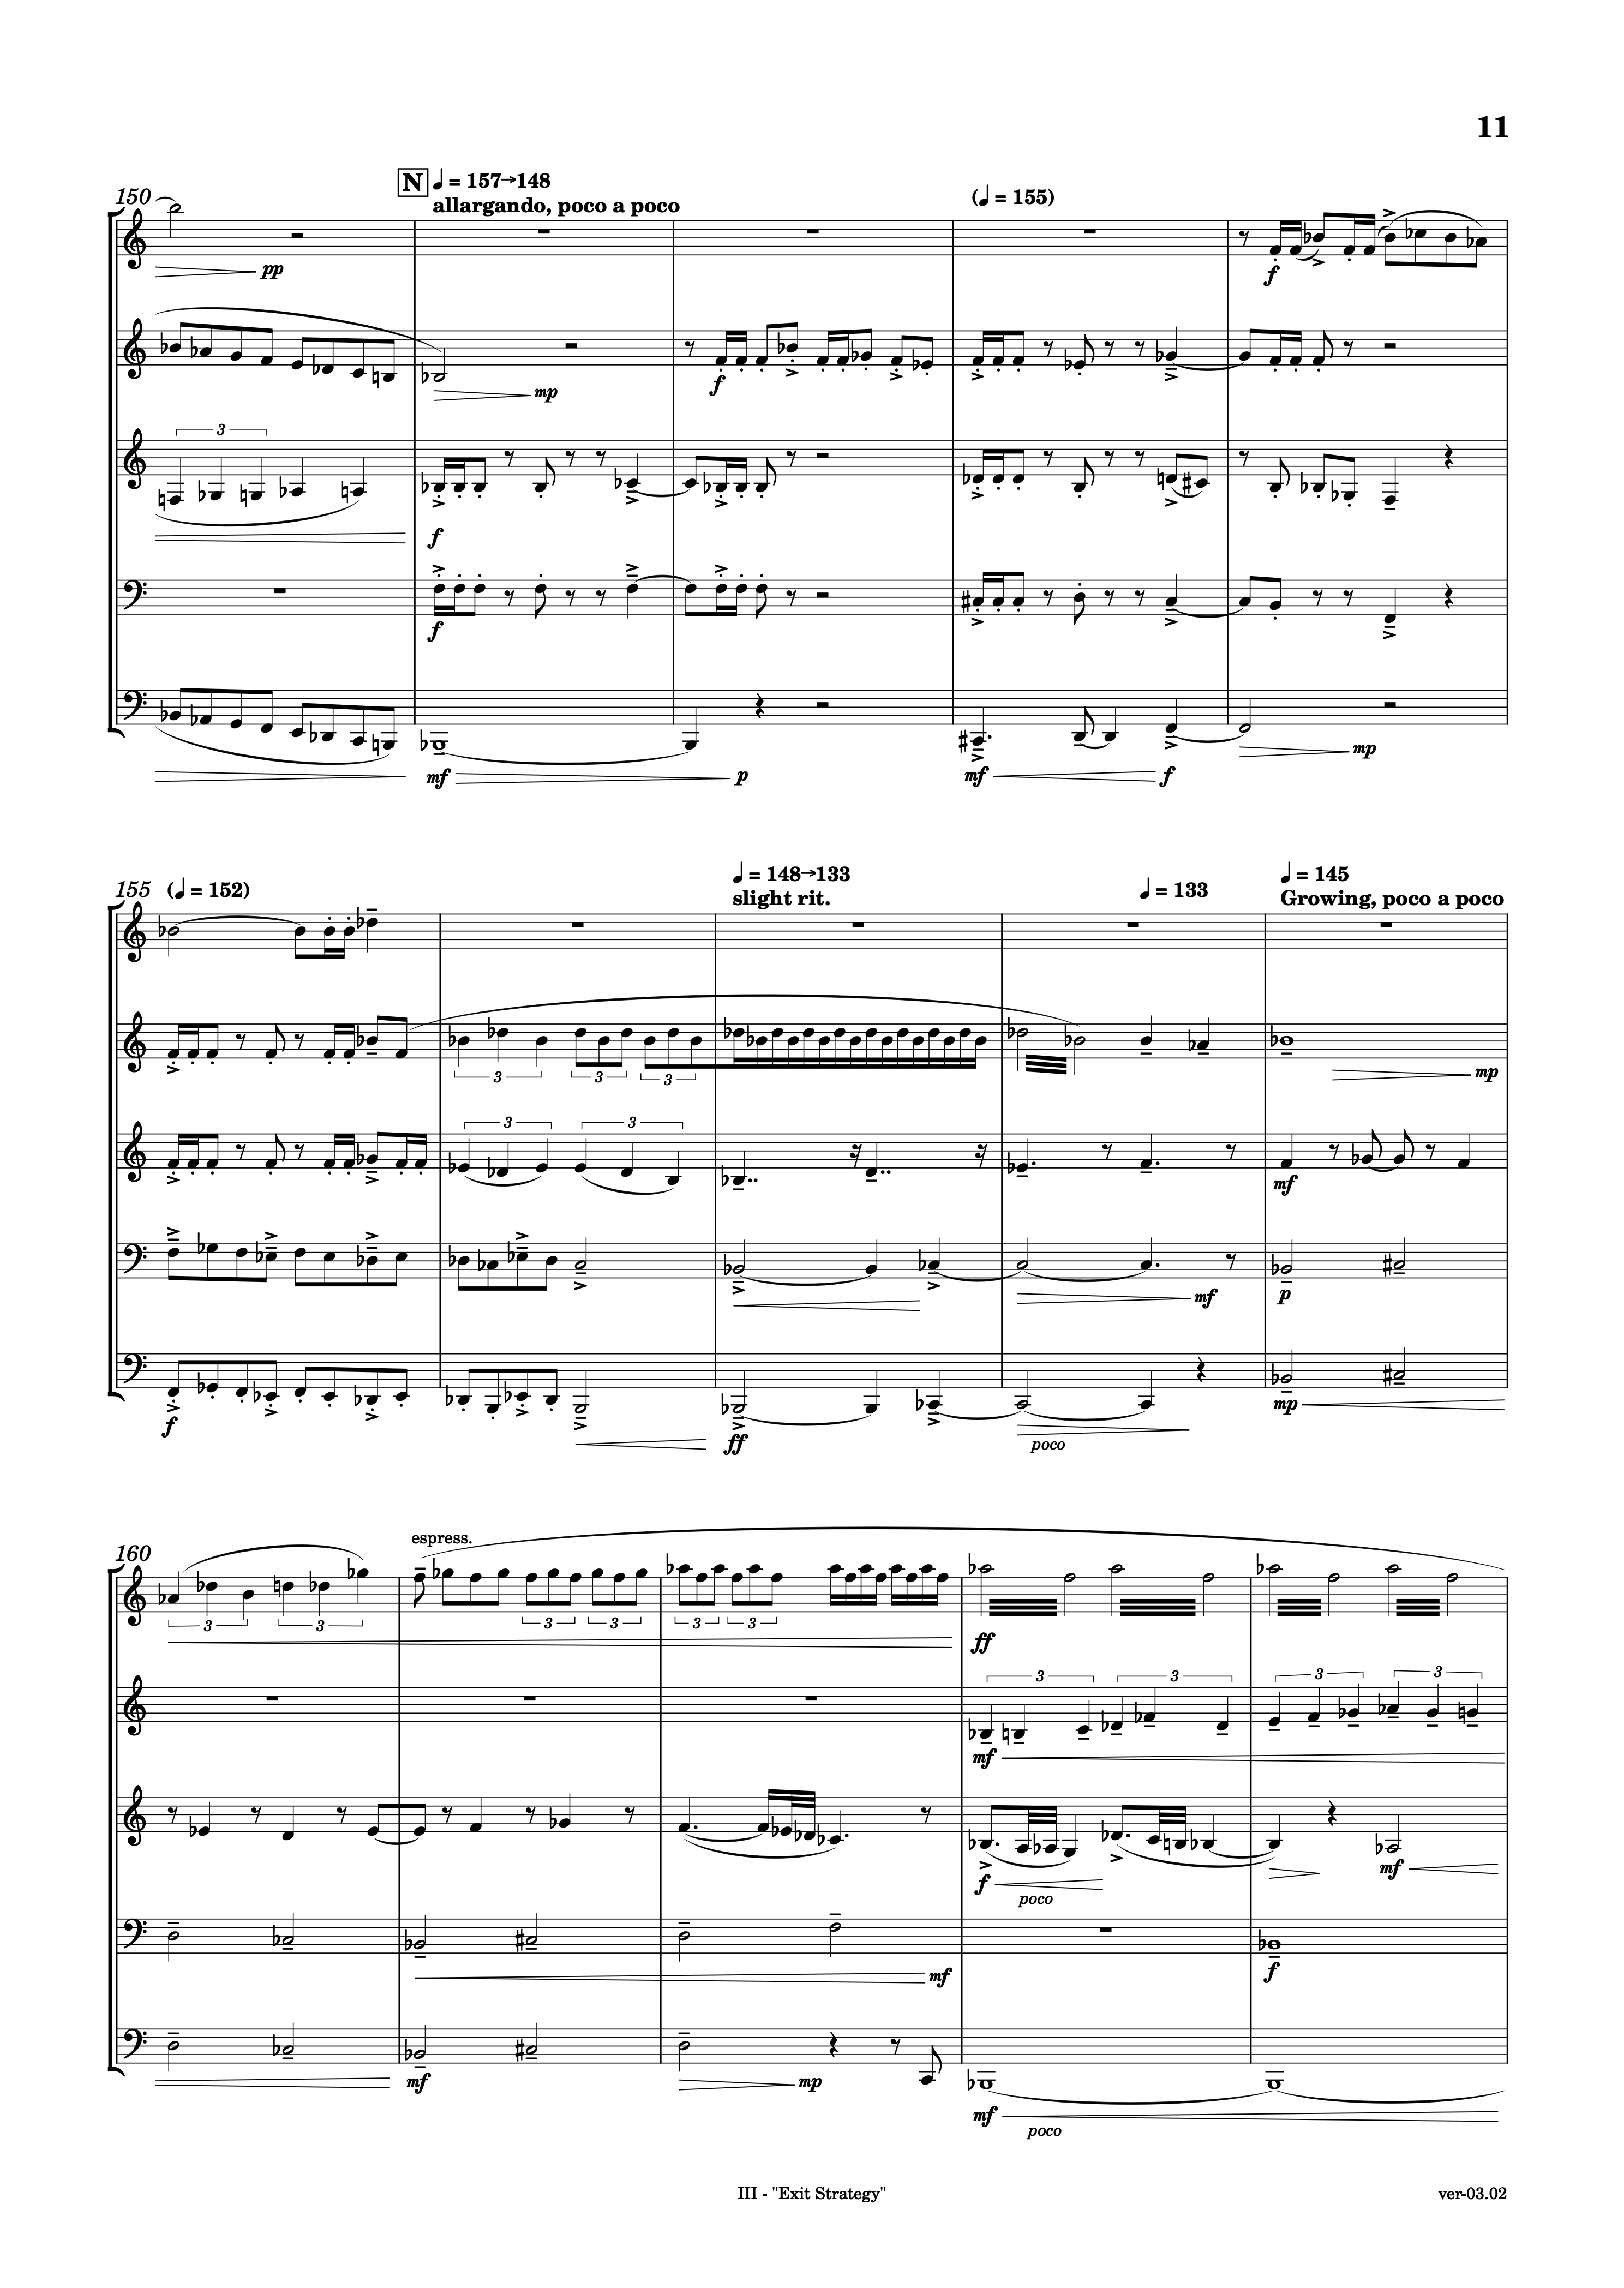 11
150
N ♩ = 157→148
allargando, poco a poco
(♩ = 155)
pp
f
mp
f
3
f
f
mf
p
mf
f
mp
155
(♩ = 152)
♩ = 148→133
slight rit.
♩ = 133
♩ = 145
Growing, poco a poco
3
3
3
mp
3
3
mf
mf
p
f
ff
poco
mp
160
espress.
3
3
3
3
3
3
ff
3
3
3
3
mf
f
poco
mf
mf
f
mf
mp
mf
poco
III - "Exit Strategy"
ver-03.02